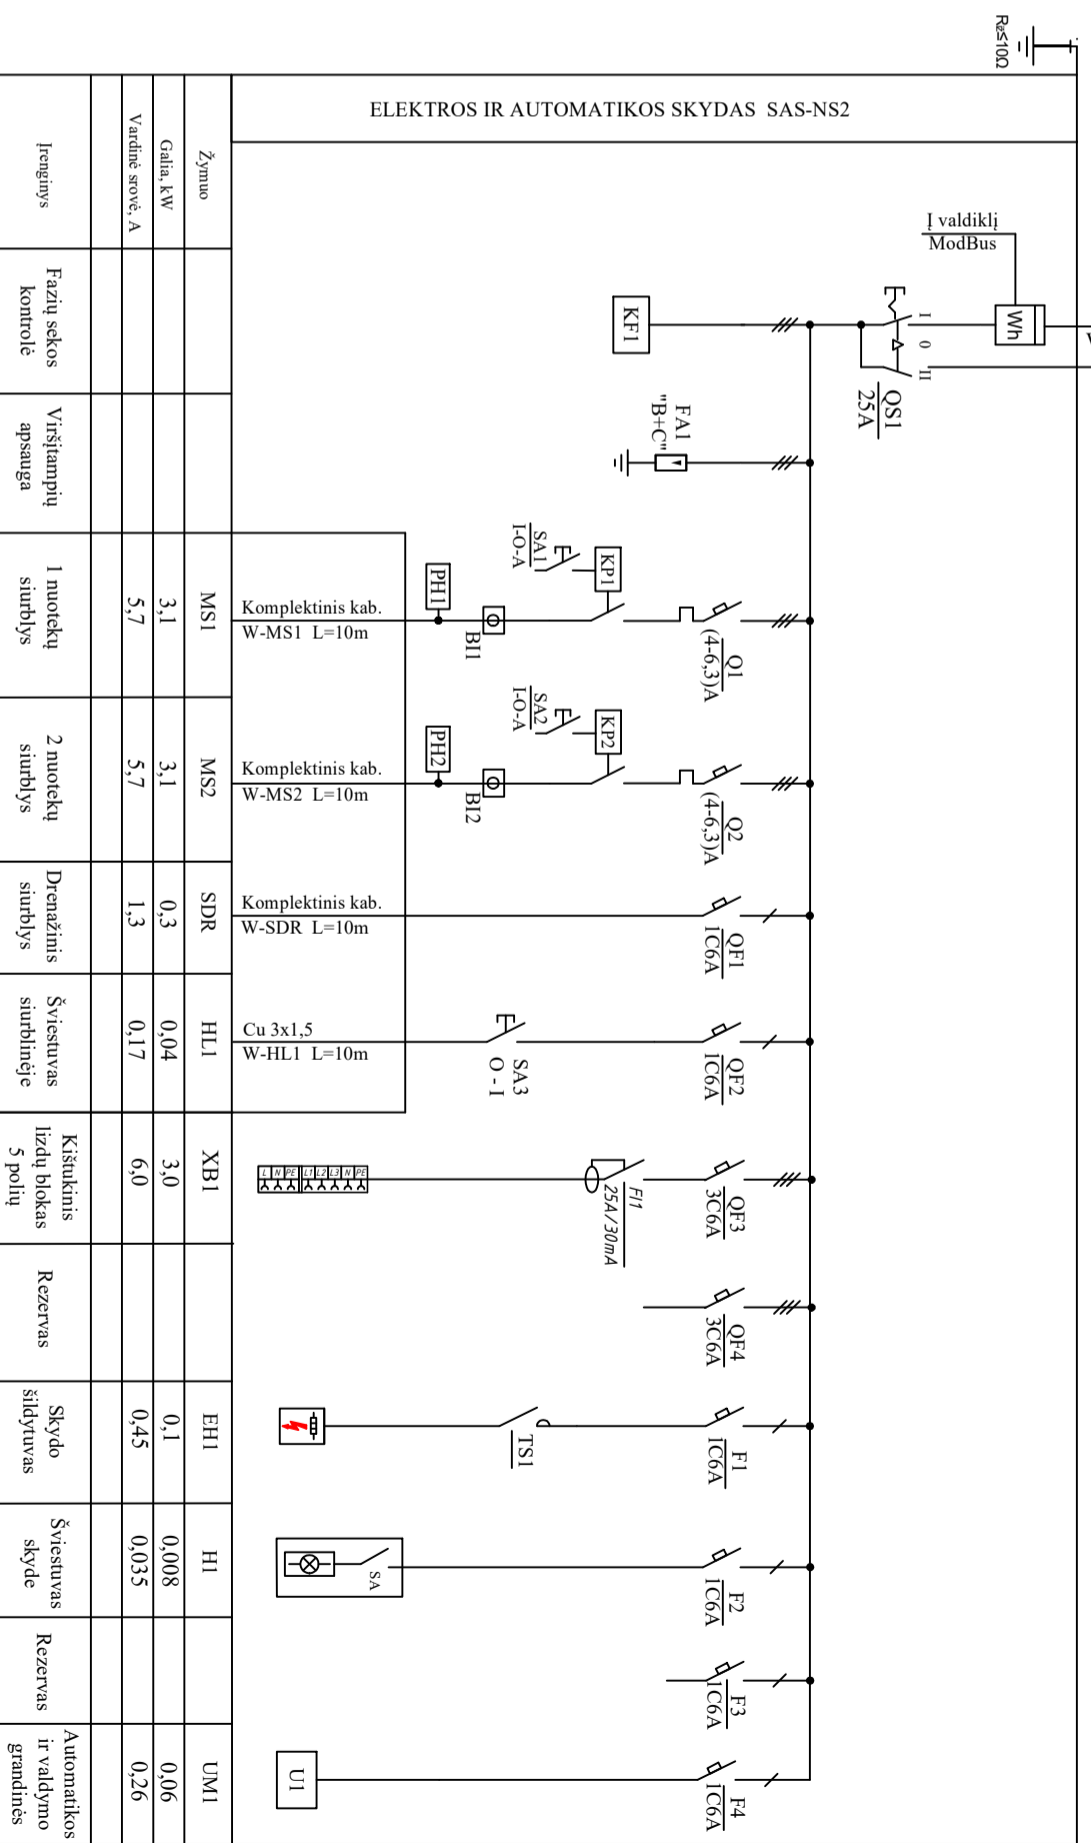 R≤10Ω
ELEKTROS IR AUTOMATIKOS SKYDAS SAS-NS2
Į valdiklį
ModBus
Wh
I
0
II
QS1
25A
KF1
FA1
"B+C"
SA1
I-O-A
KP1
Q1
(4-6,3)A
PH1
BI1
SA2
I-O-A
KP2
Q2
(4-6,3)A
PH2
BI2
QF1
1C6A
QF2
1C6A
SA3
O - I
QF3
3C6A
FI1
25A/30mA
L N PE L1 L2 L3 N PE
QF4
3C6A
F1
1C6A
TS1
F2
1C6A
SA
F3
1C6A
F4
1C6A
U1
Komplektinis kab.
W-MS1 L=10m
Komplektinis kab.
W-MS2 L=10m
Komplektinis kab.
W-SDR L=10m
Cu 3x1,5
W-HL1 L=10m
Žymuo
MS1
MS2
SDR
HL1
XB1
EH1
H1
UM1
Galia, kW
3,1
3,1
0,3
0,04
3,0
0,1
0,008
0,06
Vardinė srovė, A
5,7
5,7
1,3
0,17
6,0
0,45
0,035
0,26
Įrenginys
Fazių sekos
kontrolė
Viršįtampių
apsauga
1 nuotekų
siurblys
2 nuotekų
siurblys
Drenažinis
siurblys
Šviestuvas
siurblinėje
Kištukinis
lizdų blokas
5 polių
Rezervas
Skydo
šildytuvas
Šviestuvas
skyde
Rezervas
Automatikos
ir valdymo
grandinės